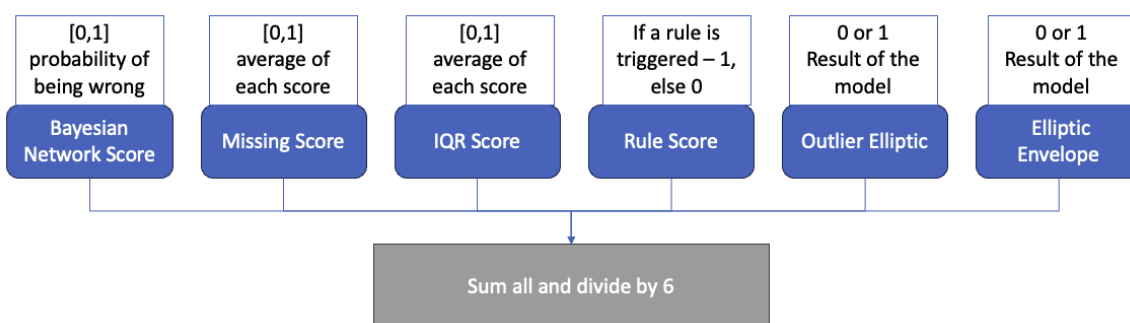 [0,1]
probability of
being wrong
Bayesian
Network Score
[0,1]
average of
each score
Missing Score
[0,1]
average of
each score
IQR Score
If a rule is
triggered – 1,
else 0
Rule Score
0 or 1
Result of the
model
Outlier Elliptic
0 or 1
Result of the
model
Elliptic
Envelope
Sum all and divide by 6